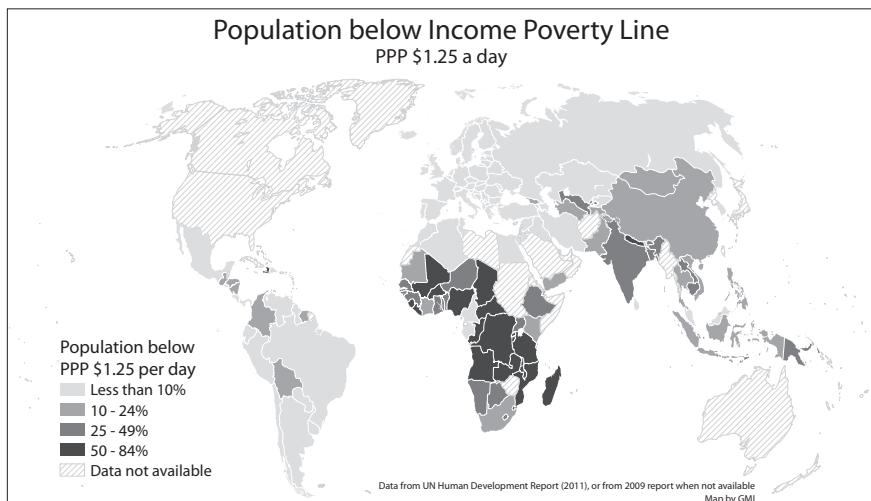 Population below Income Poverty Line
PPP $1.25 a day
Population below
PPP $1.25 per day
Less than 10%
10 - 24%
25 - 49%
50 - 84%
Data not available
Data from UN Human Development Report (2011), or from 2009 report when not available
Map by GMI